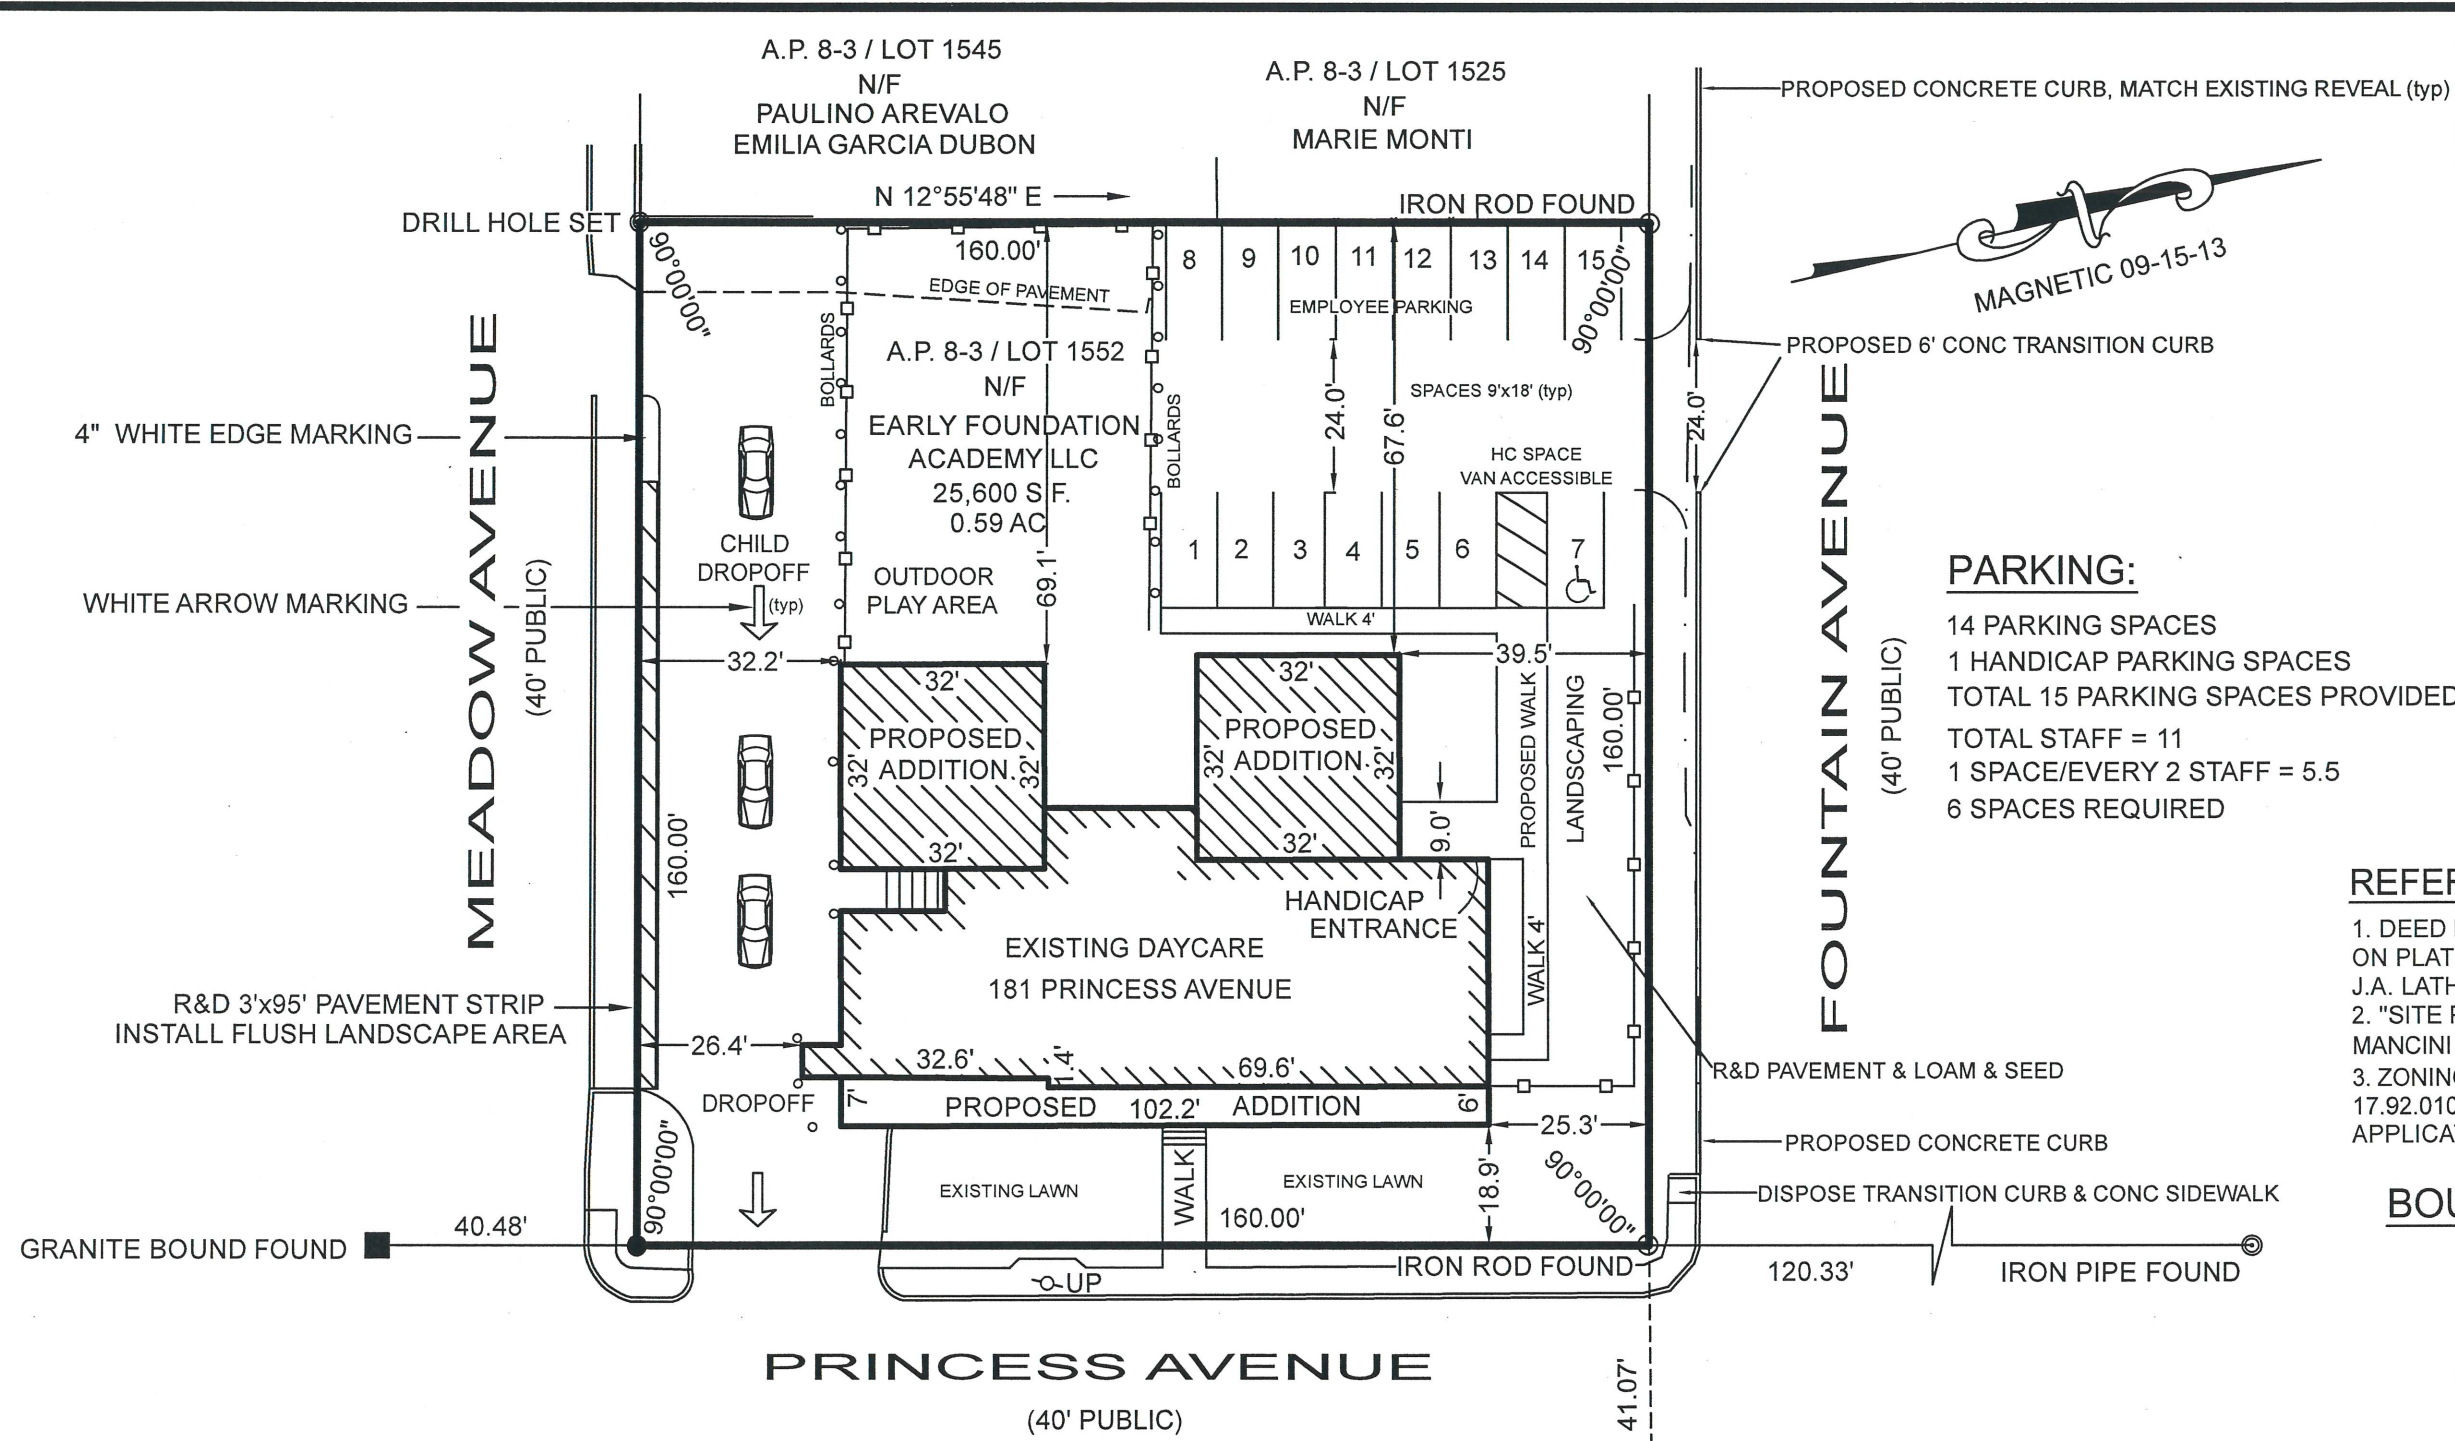 A.P. 8-3 / LOT 1545
N/F
PAULINO AREVALO
EMILIA GARCIA DUBON
A.P. 8-3 / LOT 1525
N/F
MARIE MONTI
PROPOSED CONCRETE CURB, MATCH EXISTING REVEAL (typ)
N 12°55'48" E
IRON ROD FOUND
DRILL HOLE SET
MAGNETIC 09-15-13
90°00'00"
160.00'
8 9 10 11 12 13 14 15
90°00'00"
EDGE OF PAVEMENT
EMPLOYEE PARKING
BOLLARDS
A.P. 8-3 / LOT 1552
N/F
EARLY FOUNDATION
ACADEMY LLC
25,600 S.F.
0.59 AC
69.1'
BOLLARDS
24.0'
67.6'
SPACES 9'x18' (typ)
HC SPACE
VAN ACCESSIBLE
24.0'
PROPOSED 6' CONC TRANSITION CURB
MEADOW AVENUE
(40' PUBLIC)
FOUNTAIN AVENUE
(40' PUBLIC)
4" WHITE EDGE MARKING
CHILD
DROPOFF
(typ)
WHITE ARROW MARKING
OUTDOOR
PLAY AREA
1 2 3 4 5 6 7
WALK 4'
PARKING:
14 PARKING SPACES
1 HANDICAP PARKING SPACES
TOTAL 15 PARKING SPACES PROVIDED
TOTAL STAFF = 11
1 SPACE/EVERY 2 STAFF = 5.5
6 SPACES REQUIRED
32.2'
39.5'
32'
PROPOSED
ADDITION
32'
32'
32'
32'
PROPOSED
ADDITION
32'
32'
32'
PROPOSED WALK
LANDSCAPING
160.00'
9.0'
160.00'
HANDICAP
ENTRANCE
WALK 4'
EXISTING DAYCARE
181 PRINCESS AVENUE
R&D 3'x95' PAVEMENT STRIP
INSTALL FLUSH LANDSCAPE AREA
26.4'
32.6'
1.4'
69.6'
R&D PAVEMENT & LOAM & SEED
DROPOFF
7'
PROPOSED 102.2' ADDITION
6'
25.3'
PROPOSED CONCRETE CURB
90°00'00"
EXISTING LAWN
WALK
EXISTING LAWN
18.9'
90°00'00"
DISPOSE TRANSITION CURB & CONC SIDEWALK
160.00'
40.48'
GRANITE BOUND FOUND
UP
IRON ROD FOUND
120.33'
IRON PIPE FOUND
PRINCESS AVENUE
(40' PUBLIC)
41.07'
1. DEED
ON PLAT
J.A.
2. "SITE
MANCINI
3.
17.92.010